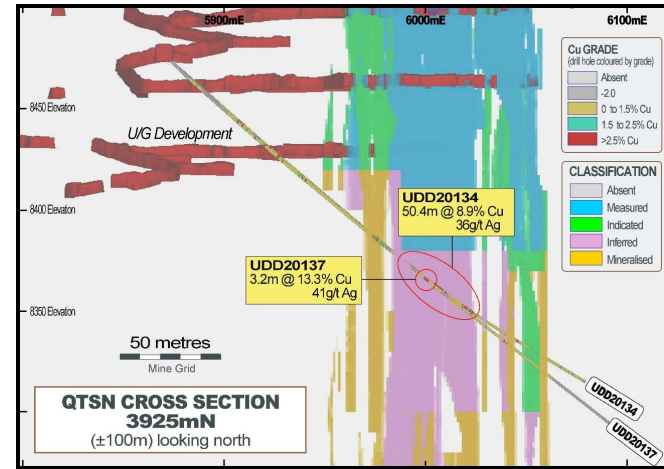 5900mE
6000mE
6100mE
Cu GRADE
(drill hole coloured by grade)
Absent
-2.0
0 to 1.5% Cu
1.5 to 2.5% Cu
>2.5% Cu
8450 Elevation
U/G Development
CLASSIFICATION
Absent
Measured
Indicated
Inferred
Mineralised
8400 Elevation
UDD20134
50.4m @ 8.9% Cu
36g/t Ag
UDD20137
3.2m @ 13.3% Cu
41g/t Ag
8350 Elevation
50 metres
Mine Grid
QTSN CROSS SECTION
3925mN
(±100m) looking north
UDD20134
UDD20137